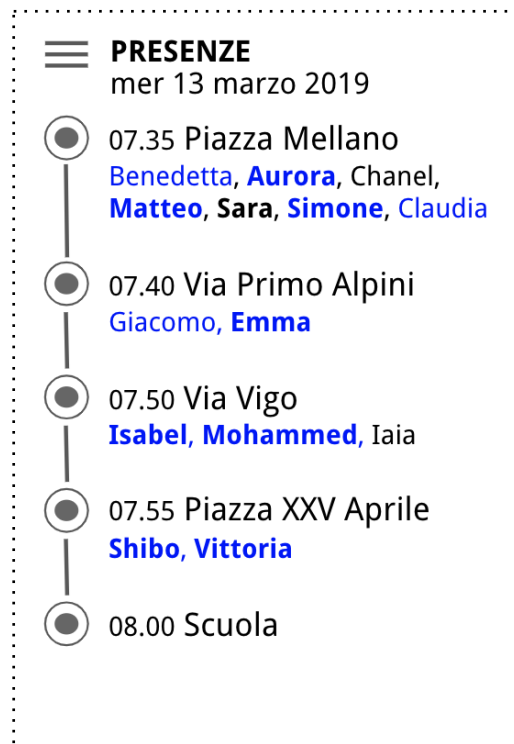 PRESENZE
mer 13 marzo 2019
07.35 Piazza Mellano
Benedetta, Aurora, Chanel,
Matteo, Sara, Simone, Claudia
07.40 Via Primo Alpini
Giacomo, Emma
07.50 Via Vigo
Isabel, Mohammed, Iaia
07.55 Piazza XXV Aprile
Shibo, Vittoria
08.00 Scuola